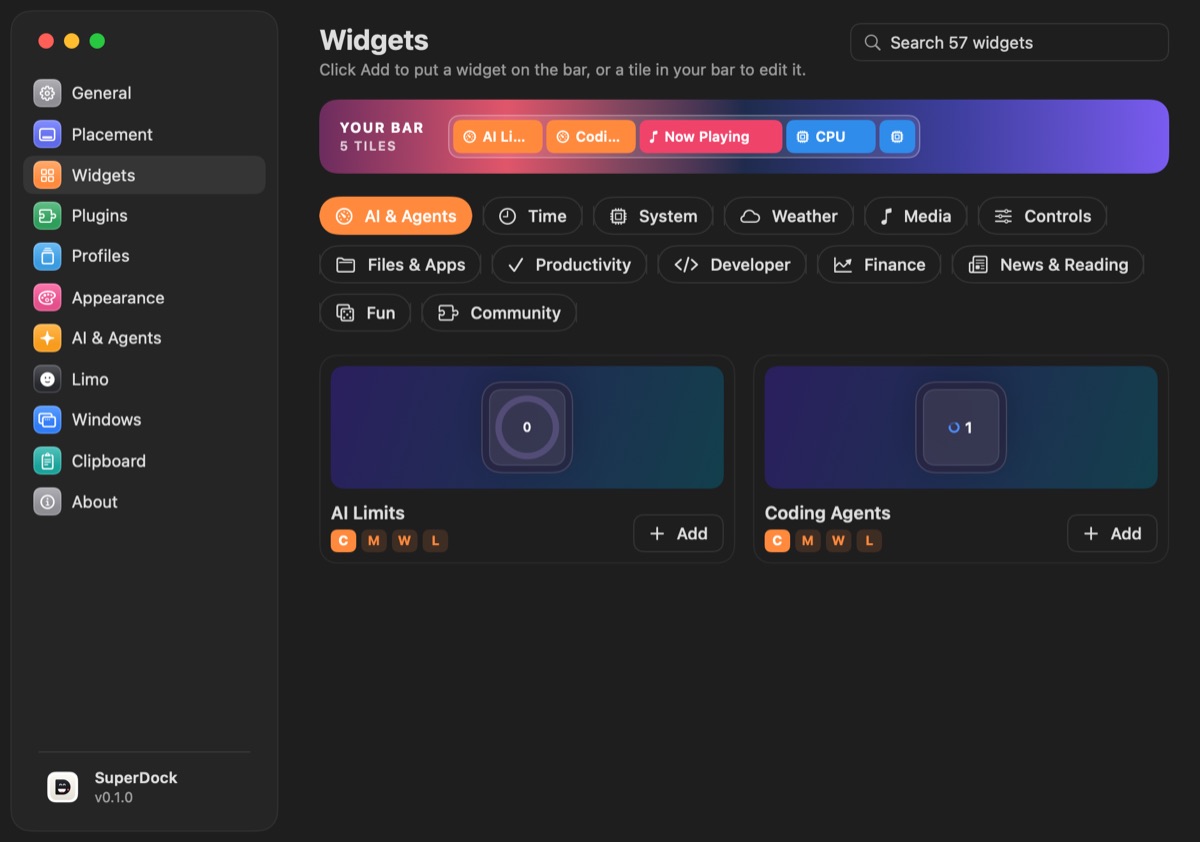 Widgets
Search 57 widgets
Click Add to put a widget on the bar, or a tile in your bar to edit it.
General
Placement
Widgets
Plugins
Profiles
Appearance
AI & Agents
Limo
Windows
Clipboard
About
SuperDock
v0.1.0
YOUR BAR
5 TILES
AI Li...
Codi...
Now Playing
CPU
AI & Agents
Time
System
Weather
Media
Controls
Files & Apps
Productivity
Developer
Finance
News & Reading
Fun
Community
0
AI Limits
C M W L
Add
1
Coding Agents
C M W L
Add